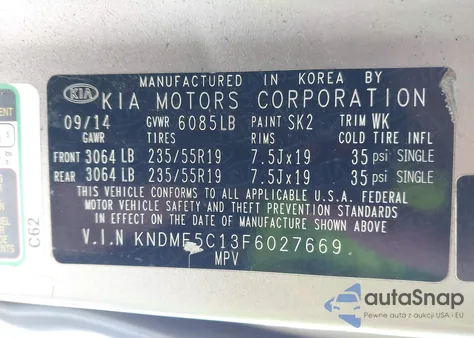 MANUFACTURED IN KOREA BY
KIA KIA MOTORS CORPORATION
09/14 GVWR 6085LB PAINT SK2 TRIM WK
GAWR TIRES RIMS COLD TIRE INFL
FRONT 3064 LB 235/55R19 7.5Jx19 35 psi SINGLE
REAR 3064 LB 235/55R19 7.5Jx19 35 psi SINGLE
THIS VEHICLE CONFORMS TO ALL APPLICABLE U.S.A. FEDERAL
MOTOR VEHICLE SAFETY AND THEFT PREVENTION STANDARDS
IN EFFECT ON THE DATE OF MANUFACTURE SHOWN ABOVE.
V.I.N KNDME5C13F6027669
MPV
C62
autoSnap
Pewne auta z aukcji USA - EU